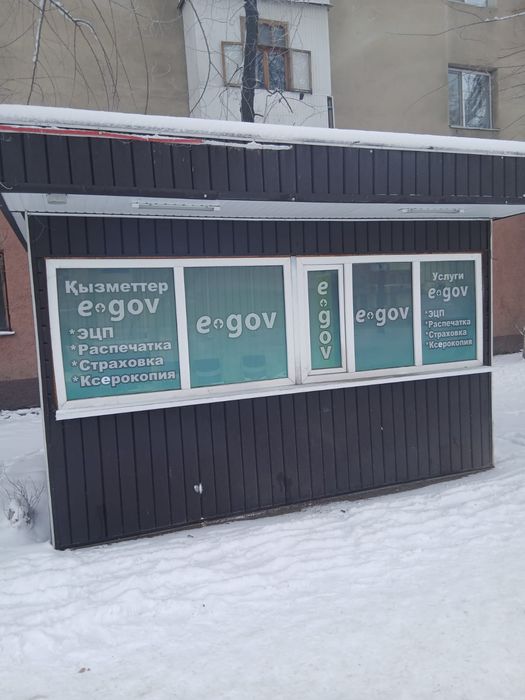 Қызметтер
e gov
*ЭЦП
*Распечатка
*Страховка
*Ксерокопия
e gov
e gov
e gov
Услуги
e gov
*ЭЦП
*Распечатка
*Страховка
*Ксерокопия